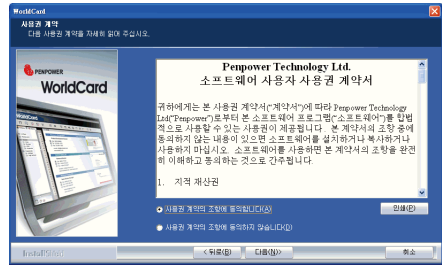 WorldCard
사용권 계약
다음 사용권 계약을 자세히 읽어 주십시오.
PENPOWER
WorldCard
Penpower Technology Ltd.
소프트웨어 사용자 사용권 계약서
귀하에게는 본 사용권 계약서("계약서")에 따라 Penpower Technology
Ltd("Penpower")로부터 본 소프트웨어 프로그램("소프트웨어")를 합법
적으로 사용할 수 있는 사용권이 제공됩니다. 본 계약서의 조항 중에
동의하지 않는 내용이 있으면 소프트웨어를 설치하거나 복사하거나
사용하지 마십시오. 소프트웨어를 사용하면 본 계약서의 조항을 완전
히 이해하고 동의하는 것으로 간주됩니다.
1. 지적 재산권
사용권 계약의 조항에 동의합니다(A)
인쇄(P)
사용권 계약의 조항에 동의하지 않습니다(D)
InstallShield
< 뒤로(B)
다음(N)>
취소